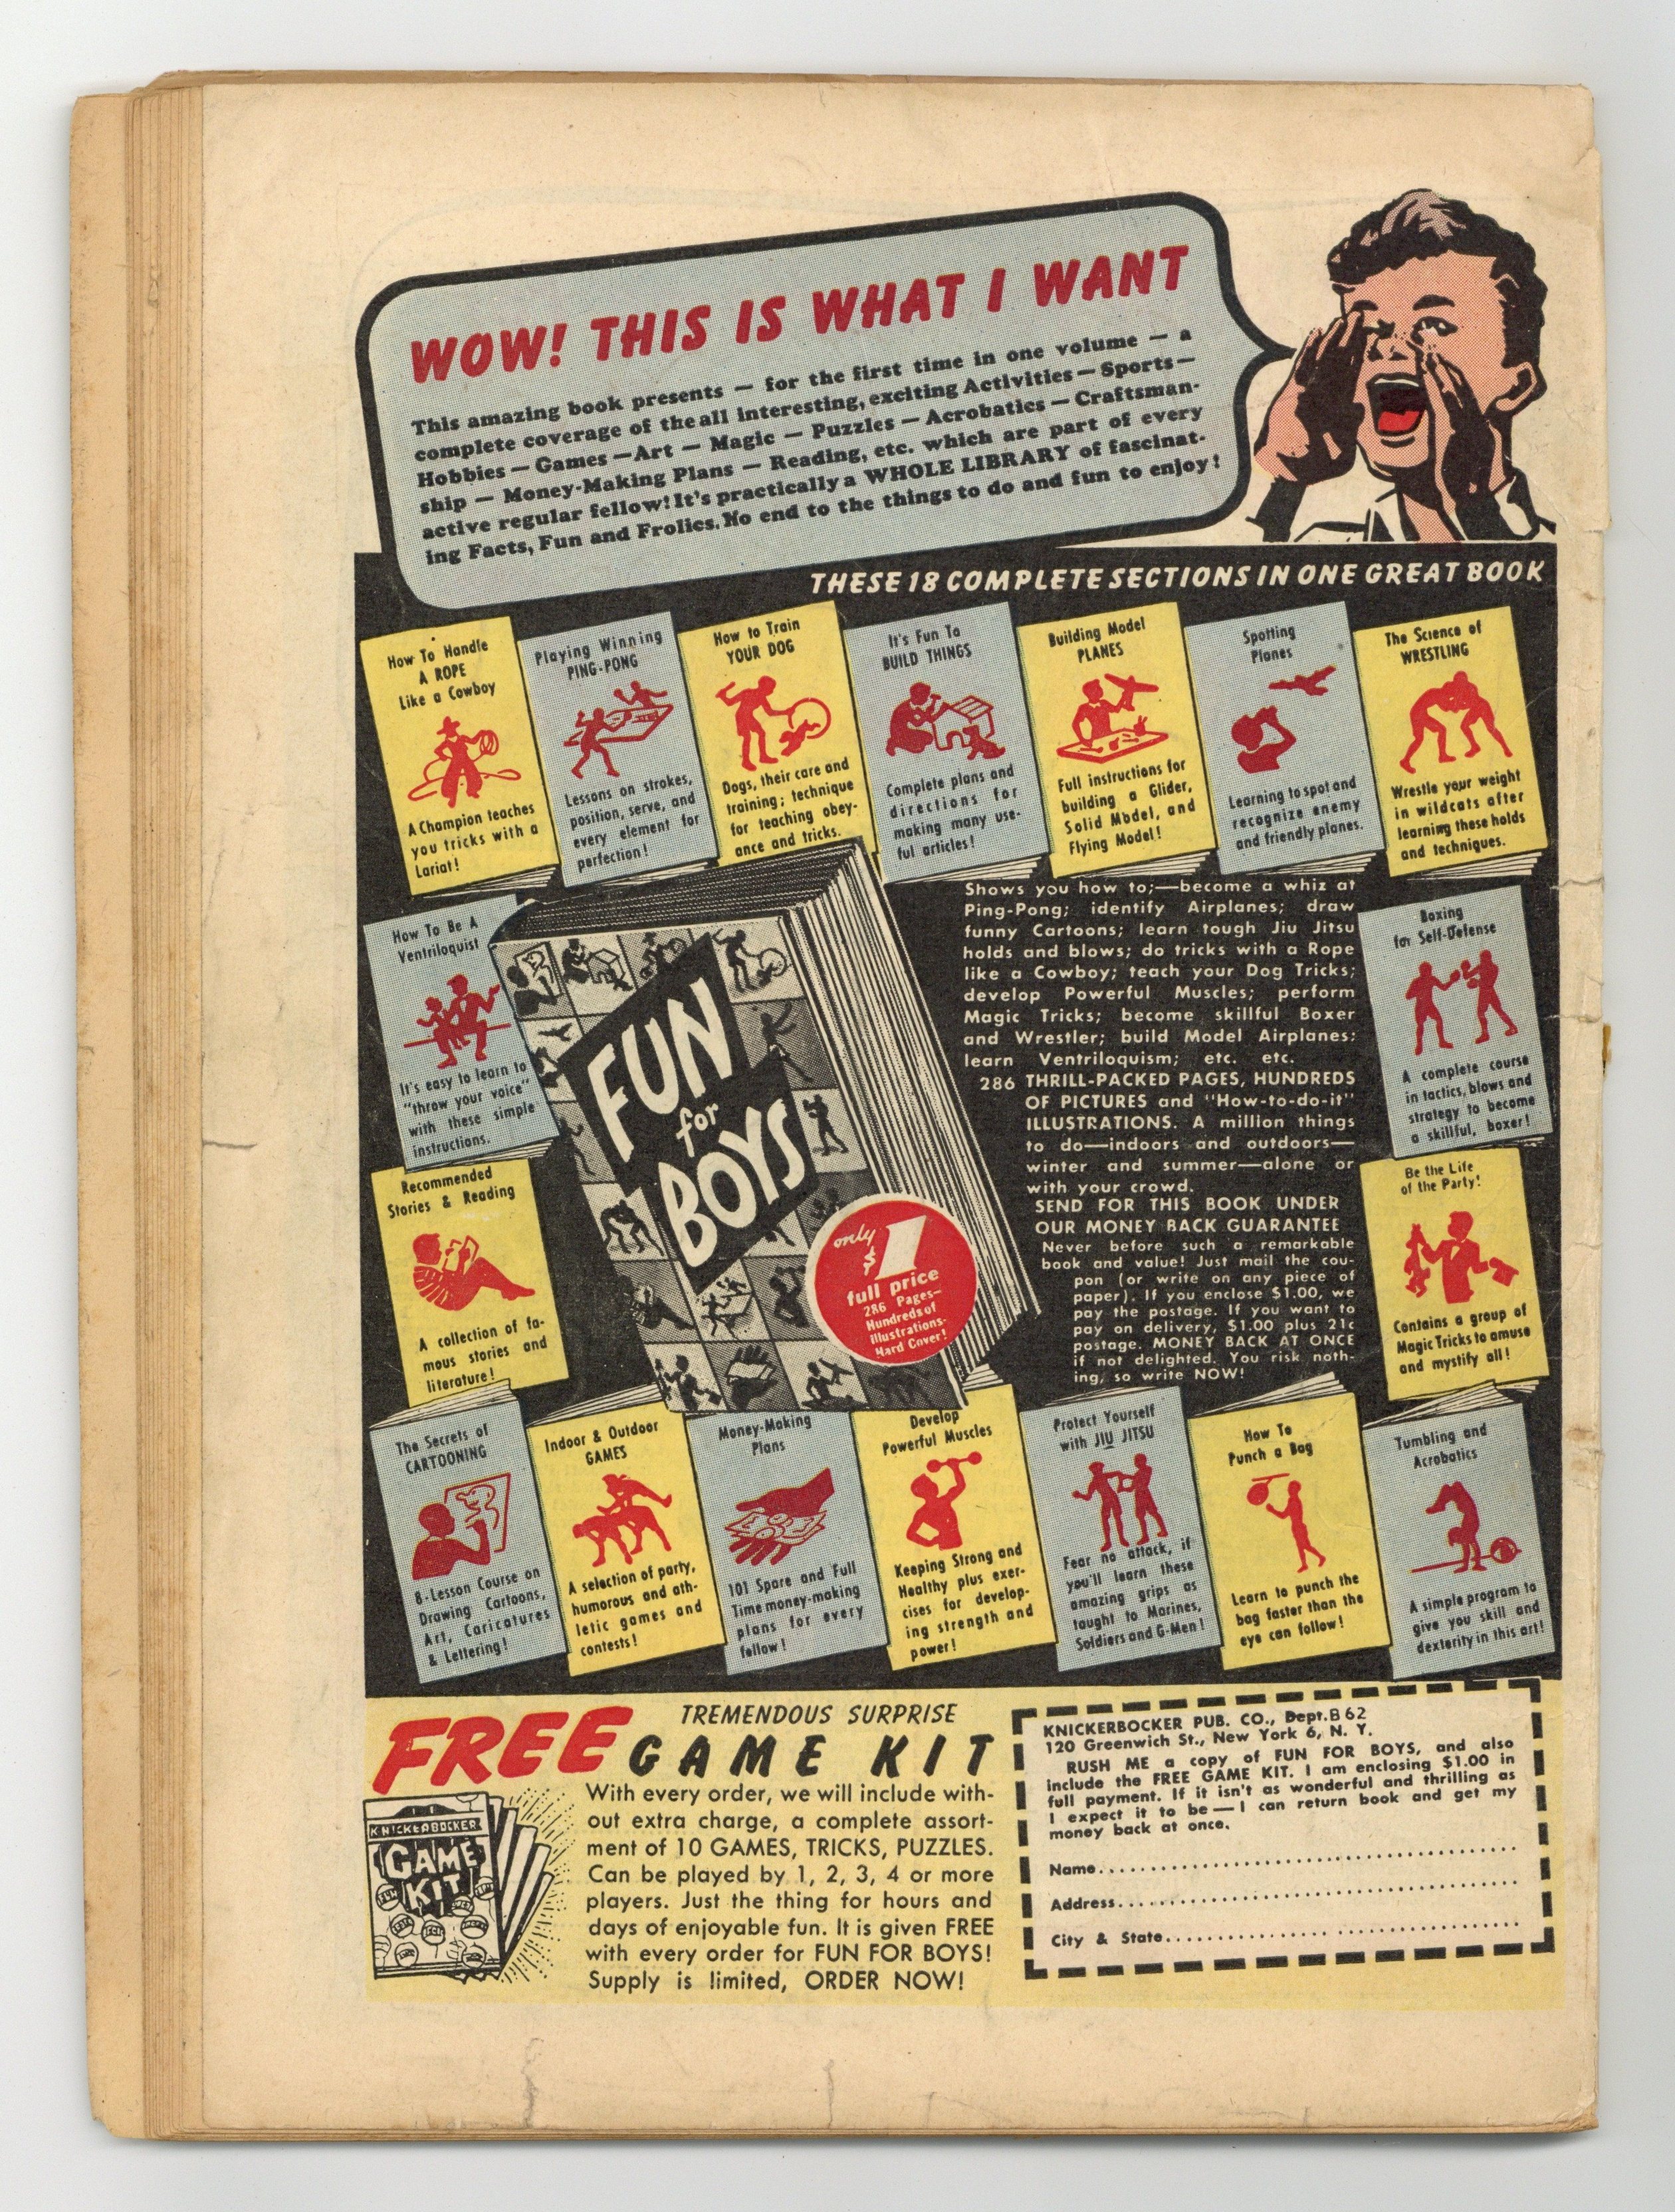 WOW! THIS IS WHAT I WANT
This amazing book presents — for the first time in one volume — a
complete coverage of the all interesting, exciting Activities — Sports —
Hobbies — Games — Art — Magic — Puzzles — Acrobatics — Craftsman-
ship — Money-Making Plans — Reading, etc. which are part of every
active regular fellow! It's practically a WHOLE LIBRARY of fascinat-
ing Facts, Fun and Frolics. No end to the things to do and fun to enjoy!
THESE 18 COMPLETE SECTIONS IN ONE GREAT BOOK
How To Handle
A ROPE
Like a Cowboy
A Champion teaches
you tricks with a
Lariat!
Playing Winning
PING-PONG
Lessons on strokes,
position, serve, and
every element for
perfection!
How to Train
YOUR DOG
Dogs, their care and
training; technique
for teaching obey-
ance and tricks.
It's Fun To
BUILD THINGS
Complete plans and
directions for
making many use-
ful articles!
Building Model
PLANES
Full instructions for
building a Glider,
Solid Model, and
Flying Model!
Spotting
Planes
Learning to spot and
recognize enemy
and friendly planes.
The Science of
WRESTLING
Wrestle your weight
in wildcats after
learning these holds
and techniques.
How To Be A
Ventriloquist
It's easy to learn to
"throw your voice"
with these simple
instructions.
Recommended
Stories & Reading
A collection of fa-
mous stories and
literature!
FUN
for
BOYS
only
$1
full price
286 Pages—
Hundreds of
Illustrations-
Hard Cover!
Shows you how to;—become a whiz at
Ping-Pong; identify Airplanes; draw
funny Cartoons; learn tough Jiu Jitsu
holds and blows; do tricks with a Rope
like a Cowboy; teach your Dog Tricks;
develop Powerful Muscles; perform
Magic Tricks; become skillful Boxer
and Wrestler; build Model Airplanes:
learn Ventriloquism; etc. etc.
286 THRILL-PACKED PAGES, HUNDREDS
OF PICTURES and "How-to-do-it"
ILLUSTRATIONS. A million things
to do—indoors and outdoors—
winter and summer—alone or
with your crowd.
SEND FOR THIS BOOK UNDER
OUR MONEY BACK GUARANTEE
Never before such a remarkable
book and value! Just mail the cou-
pon (or write on any piece of
paper). If you enclose $1.00, we
pay the postage. If you want to
pay on delivery, $1.00 plus 21c
postage. MONEY BACK AT ONCE
if not delighted. You risk noth-
ing, so write NOW!
Boxing
for Self-Defense
A complete course
in tactics, blows and
strategy to become
a skillful, boxer!
Be the Life
of the Party!
Contains a group of
Magic Tricks to amuse
and mystify all!
The Secrets of
CARTOONING
8-Lesson Course on
Drawing Cartoons,
Art, Caricatures
& Lettering!
Indoor & Outdoor
GAMES
A selection of party,
humorous and ath-
letic games and
contests!
Money-Making
Plans
101 Spare and Full
Time money-making
plans for every
fellow!
Develop
Powerful Muscles
Keeping Strong and
Healthy plus exer-
cises for develop-
ing strength and
power!
Protect Yourself
with JIU JITSU
Fear no attack, if
you'll learn these
amazing grips as
taught to Marines,
Soldiers and G-Men!
How To
Punch a Bag
Learn to punch the
bag faster than the
eye can follow!
Tumbling and
Acrobatics
A simple program to
give you skill and
dexterity in this art!
FREE TREMENDOUS SURPRISE
GAME KIT
KNICKERBOCKER
GAME
KIT
With every order, we will include with-
out extra charge, a complete assort-
ment of 10 GAMES, TRICKS, PUZZLES.
Can be played by 1, 2, 3, 4 or more
players. Just the thing for hours and
days of enjoyable fun. It is given FREE
with every order for FUN FOR BOYS!
Supply is limited, ORDER NOW!
KNICKERBOCKER PUB. CO., Dept. B 62
120 Greenwich St., New York 6, N. Y.
RUSH ME a copy of FUN FOR BOYS, and also
include the FREE GAME KIT. I am enclosing $1.00 in
full payment. If it isn't as wonderful and thrilling as
I expect it to be — I can return book and get my
money back at once.
Name
Address
City & State